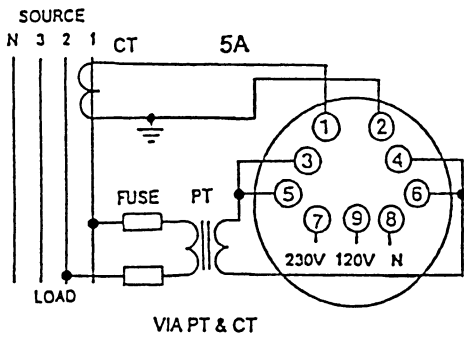 SOURCE
N 3 2 1
CT
5A
1 2
3 4
5 6
7 9 8
230V 120V N
FUSE PT
LOAD
VIA PT & CT